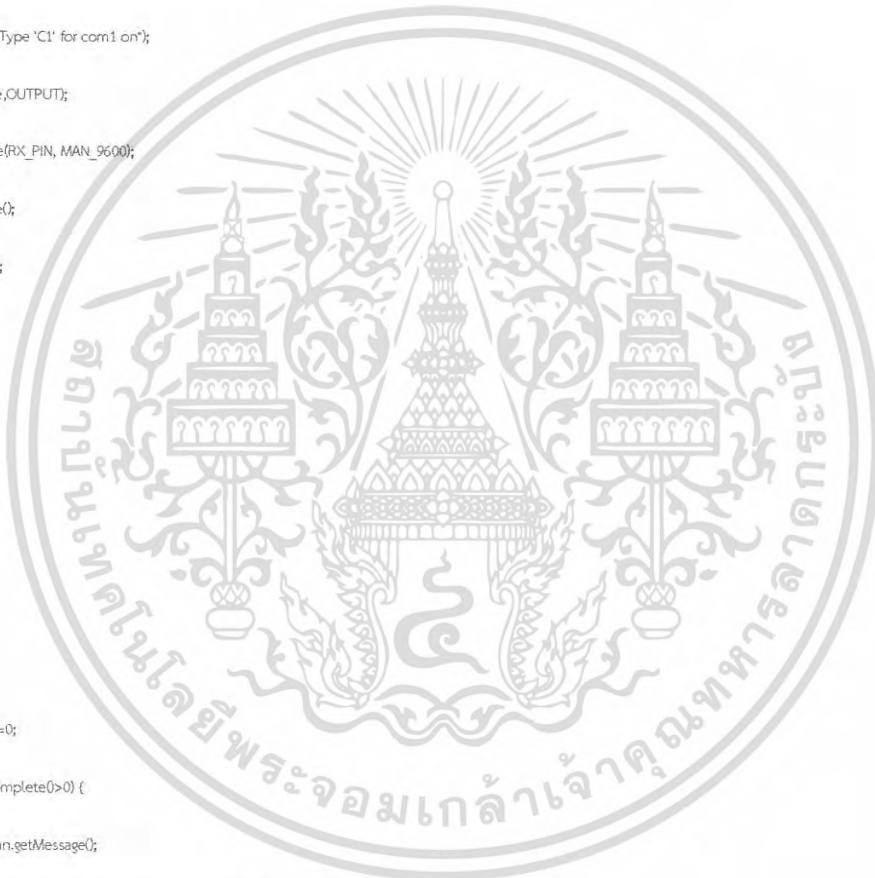 Type 'C1' for com1 on");
,OUTPUT);
(RX_PIN, MAN_9600);
();
;
=0;
mplete()>0) {
n.getMessage();
สถาบันเทคโนโลยีพระจอมเกล้าเจ้าคุณทหารลาดกระบัง
๔